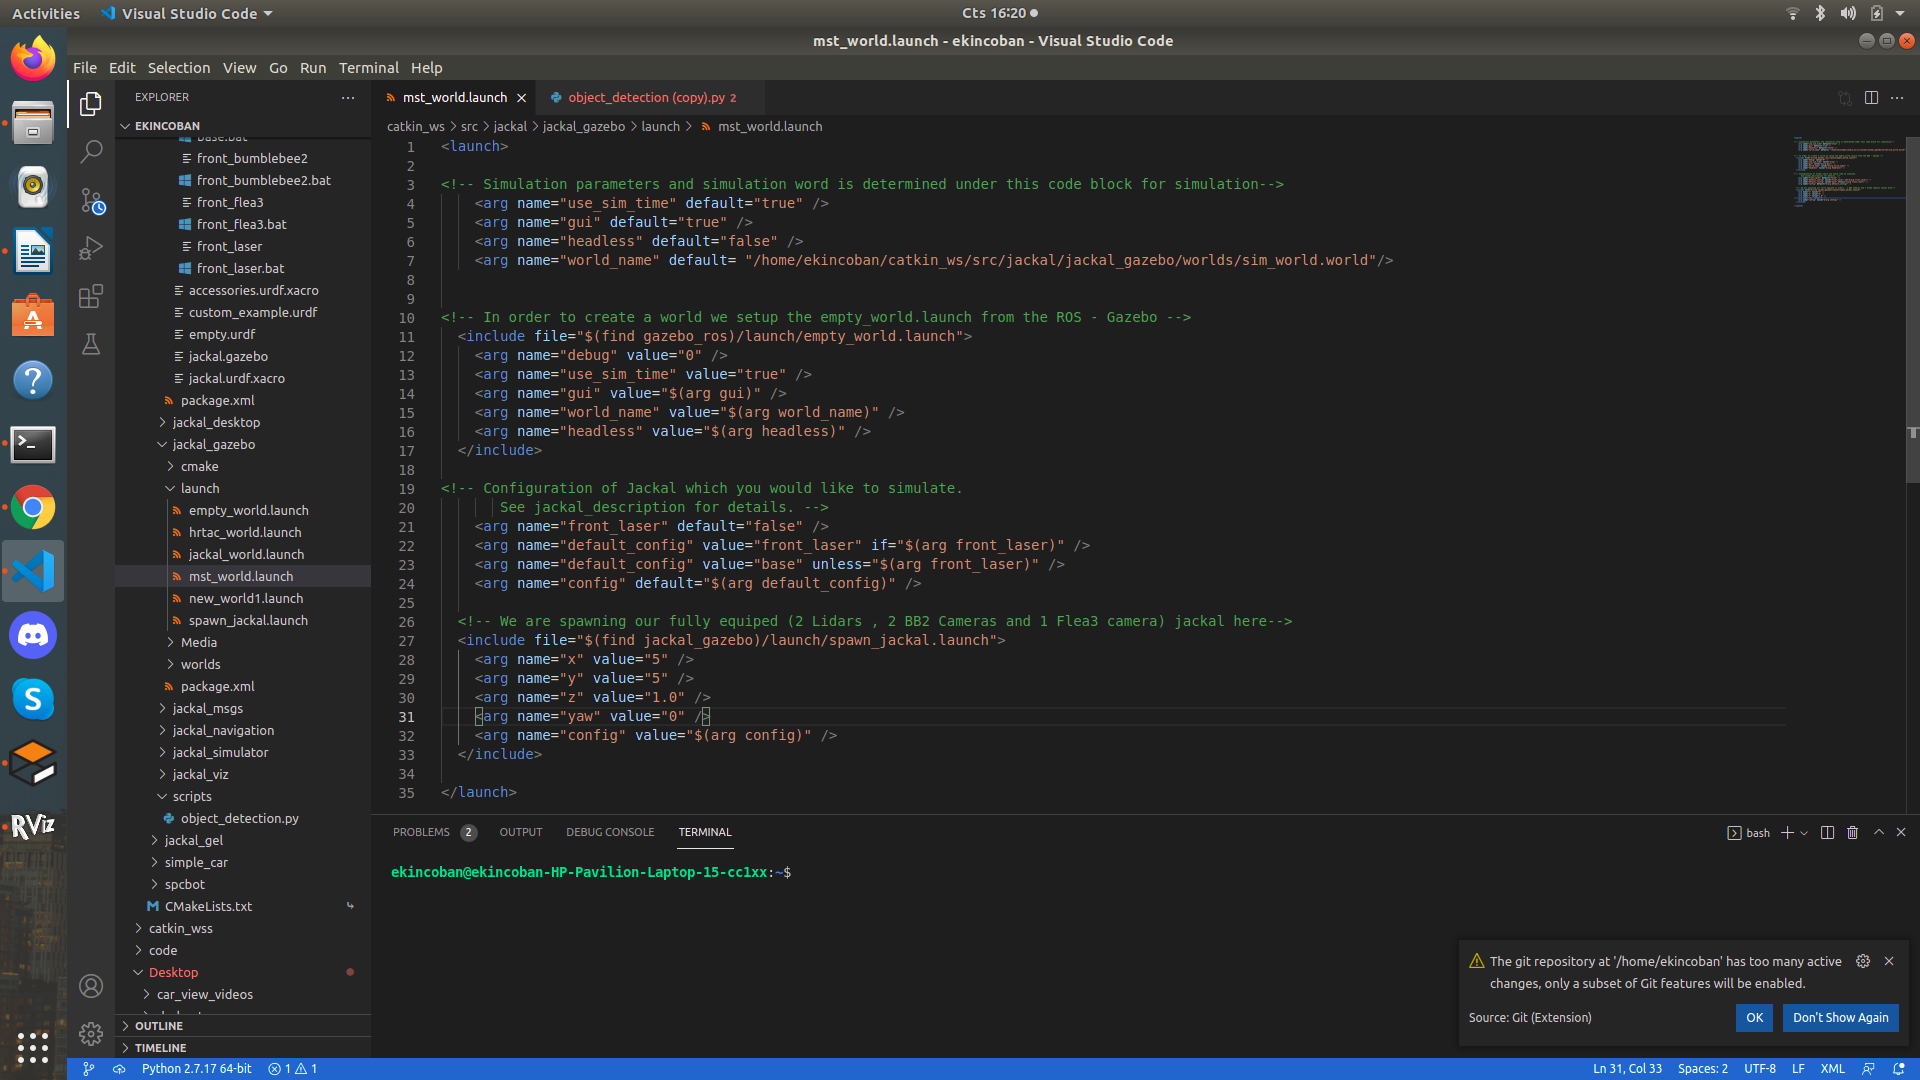 Activities Visual Studio Code Cts 16:20
mst_world.launch - ekincoban - Visual Studio Code
File Edit Selection View Go Run Terminal Help
EXPLORER
EKINCOBAN
base.bat
front_bumblebee2
front_bumblebee2.bat
front_flea3
front_flea3.bat
front_laser
front_laser.bat
accessories.urdf.xacro
custom_example.urdf
empty.urdf
jackal.gazebo
jackal.urdf.xacro
package.xml
jackal_desktop
jackal_gazebo
cmake
launch
empty_world.launch
hrtac_world.launch
jackal_world.launch
mst_world.launch
new_world1.launch
spawn_jackal.launch
Media
worlds
package.xml
jackal_msgs
jackal_navigation
jackal_simulator
jackal_viz
scripts
object_detection.py
jackal_gel
simple_car
spcbot
CMakeLists.txt
catkin_wss
code
Desktop
car_view_videos
OUTLINE
TIMELINE
mst_world.launch object_detection (copy).py 2
catkin_ws > src > jackal > jackal_gazebo > launch > mst_world.launch
1 <launch>
2
3 <!-- Simulation parameters and simulation word is determined under this code block for simulation-->
4 <arg name="use_sim_time" default="true" />
5 <arg name="gui" default="true" />
6 <arg name="headless" default="false" />
7 <arg name="world_name" default= "/home/ekincoban/catkin_ws/src/jackal/jackal_gazebo/worlds/sim_world.world"/>
8
9
10 <!-- In order to create a world we setup the empty_world.launch from the ROS - Gazebo -->
11 <include file="$(find gazebo_ros)/launch/empty_world.launch">
12 <arg name="debug" value="0" />
13 <arg name="use_sim_time" value="true" />
14 <arg name="gui" value="$(arg gui)" />
15 <arg name="world_name" value="$(arg world_name)" />
16 <arg name="headless" value="$(arg headless)" />
17 </include>
18
19 <!-- Configuration of Jackal which you would like to simulate.
20 See jackal_description for details. -->
21 <arg name="front_laser" default="false" />
22 <arg name="default_config" value="front_laser" if="$(arg front_laser)" />
23 <arg name="default_config" value="base" unless="$(arg front_laser)" />
24 <arg name="config" default="$(arg default_config)" />
25
26 <!-- We are spawning our fully equiped (2 Lidars , 2 BB2 Cameras and 1 Flea3 camera) jackal here-->
27 <include file="$(find jackal_gazebo)/launch/spawn_jackal.launch">
28 <arg name="x" value="5" />
29 <arg name="y" value="5" />
30 <arg name="z" value="1.0" />
31 <arg name="yaw" value="0" />
32 <arg name="config" value="$(arg config)" />
33 </include>
34
35 </launch>
PROBLEMS 2 OUTPUT DEBUG CONSOLE TERMINAL bash
ekincoban@ekincoban-HP-Pavilion-Laptop-15-cc1xx:~$
The git repository at '/home/ekincoban' has too many active
changes, only a subset of Git features will be enabled.
Source: Git (Extension) OK Don't Show Again
RViz
Python 2.7.17 64-bit 1 1 Ln 31, Col 33 Spaces: 2 UTF-8 LF XML